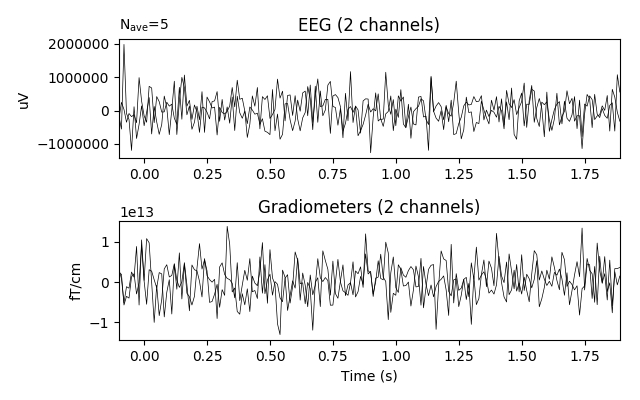 N_ave=5
EEG (2 channels)
2000000
1000000
0
−1000000
uV
0.00 0.25 0.50 0.75 1.00 1.25 1.50 1.75
1e13
Gradiometers (2 channels)
1
0
−1
fT/cm
0.00 0.25 0.50 0.75 1.00 1.25 1.50 1.75
Time (s)